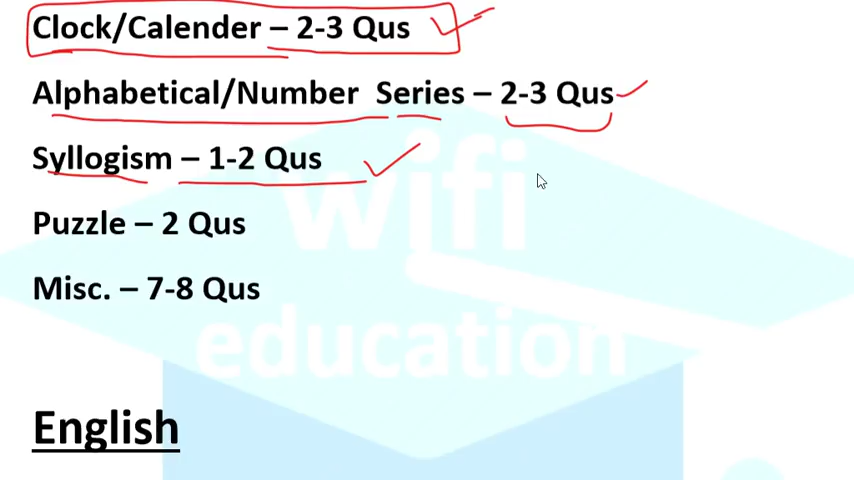 Clock/Calender – 2-3 Qus
Alphabetical/Number Series – 2-3 Qus
Syllogism – 1-2 Qus
Puzzle – 2 Qus
Misc. – 7-8 Qus
wifi
education
English